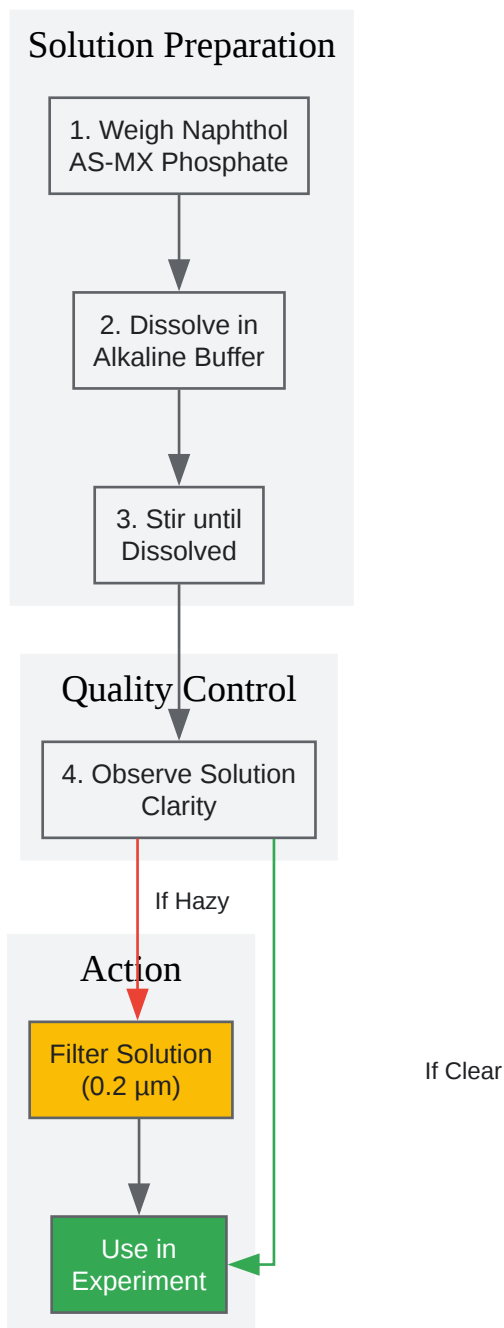 Solution Preparation
1. Weigh Naphthol
AS-MX Phosphate
2. Dissolve in
Alkaline Buffer
3. Stir until
Dissolved
Quality Control
4. Observe Solution
Clarity
If Hazy
Action
Filter Solution
(0.2 µm)
If Clear
Use in
Experiment